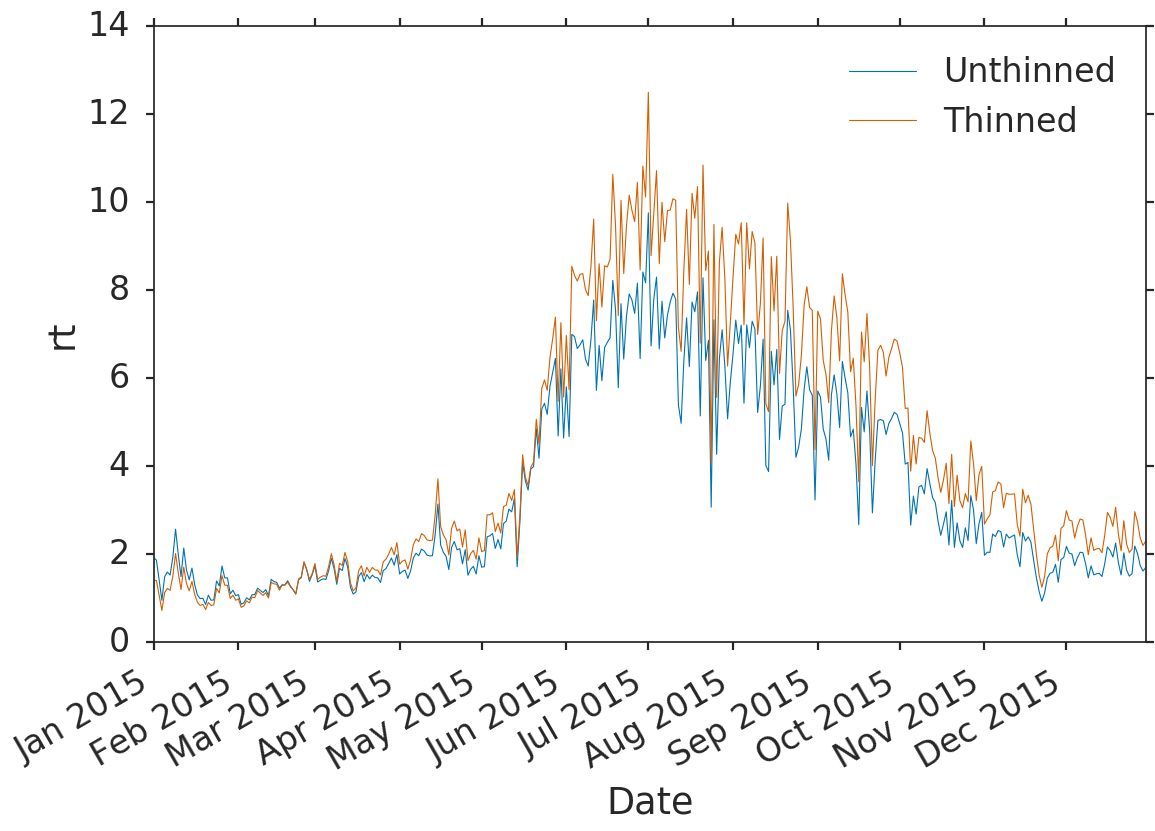 14
12
10
8
6
4
2
0
rt
Unthinned
Thinned
Jan 2015
Feb 2015
Mar 2015
Apr 2015
May 2015
Jun 2015
Jul 2015
Aug 2015
Sep 2015
Oct 2015
Nov 2015
Dec 2015
Date